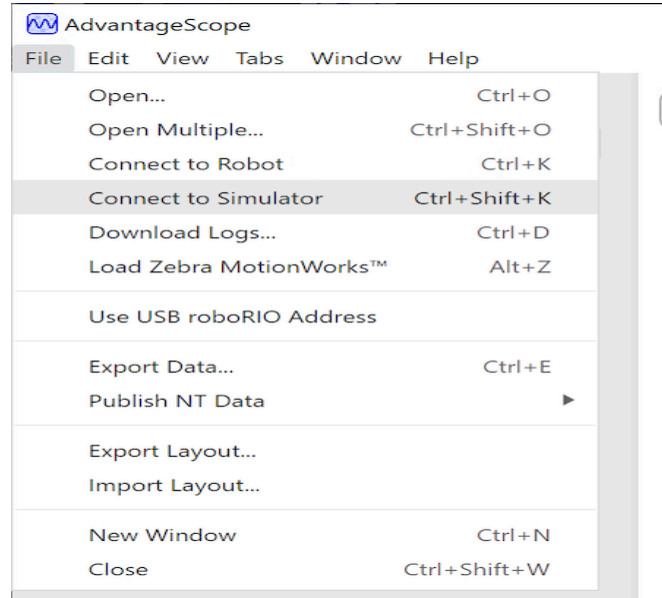 AdvantageScope
File Edit View Tabs Window Help
Open... Ctrl+O
Open Multiple... Ctrl+Shift+O
Connect to Robot Ctrl+K
Connect to Simulator Ctrl+Shift+K
Download Logs... Ctrl+D
Load Zebra MotionWorks™ Alt+Z
Use USB roboRIO Address
Export Data... Ctrl+E
Publish NT Data
Export Layout...
Import Layout...
New Window Ctrl+N
Close Ctrl+Shift+W